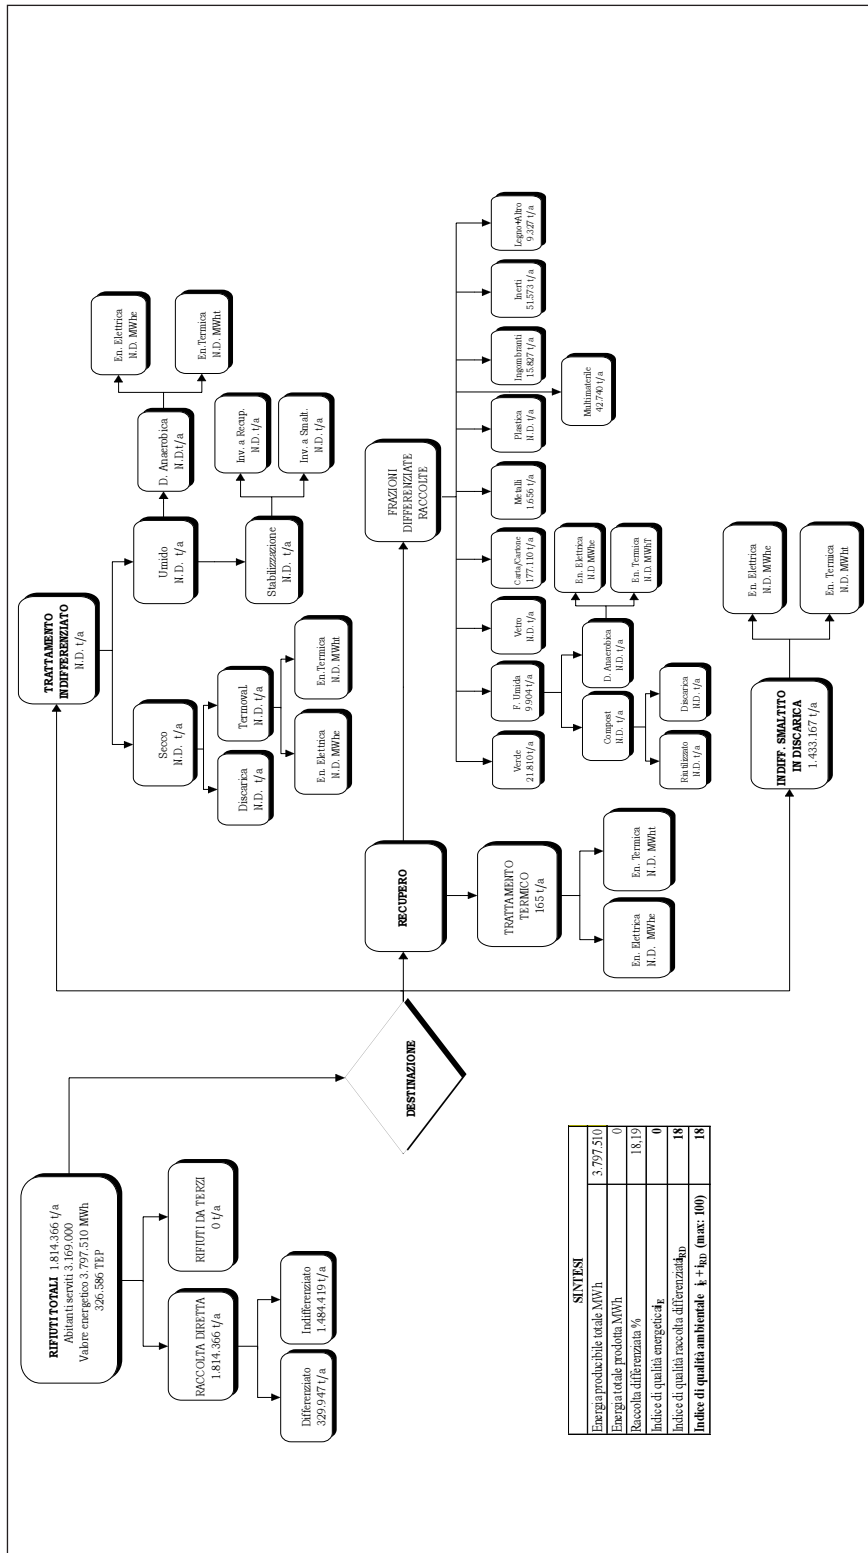 RIFIUTI TOTALI 1.814.366 t/a
Abitanti serviti 3.169.000
Valore energetico 3.797.510 MWh
326.586 TEP
RACCOLTA DIRETTA
1.814.366 t/a
RIFIUTI DA TERZI
0 t/a
Differenziato
329.947 t/a
Indifferenziato
1.484.419 t/a
DESTINAZIONE
TRATTAMENTO
INDIFFERENZIATO
N.D. t/a
Secco
N.D. t/a
Umido
N.D. t/a
Discarica
N.D. t/a
Termoval.
N.D. t/a
En. Elettrica
N.D. MWhe
En.Termica
N.D. MWht
D. Anaerobica
N.D.t/a
En. Elettrica
N.D. MWhe
En.Termica
N.D. MWht
Stabilizzazione
N.D. t/a
Inv. a Recup.
N.D. t/a
Inv. a Smalt.
N.D. t/a
RECUPERO
TRATTAMENTO
TERMICO
165 t/a
En. Elettrica
N.D. MWhe
En. Termica
N.D. MWht
FRAZIONI
DIFFERENZIATE
RACCOLTE
Verde
21.810 t/a
F. Umida
9.904 t/a
Vetro
N.D. t/a
Carta/Cartone
177.110 t/a
Metalli
1.656 t/a
Plastica
N.D. t/a
Ingombranti
15.827 t/a
Inerti
51.573 t/a
Legno+Altro
9.327 t/a
Multimaterile
42.740 t/a
Compost
N.D. t/a
D. Anaerobica
N.D. t/a
Riutilizzato
N.D. t/a
Discarica
N.D. t/a
En. Elettrica
N.D MWhe
En. Termica
N.D. MWhT
INDIFF. SMALTITO
IN DISCARICA
1.433.167 t/a
En. Elettrica
N.D. MWhe
En. Termica
N.D. MWht
SINTESI
Energia producibile totale MWh 3.797.510
Energia totale prodotta MWh 0
Raccolta differenziata % 18,19
Indice di qualità energetica iE 0
Indice di qualità raccolta differenziata iRD 18
Indice di qualità ambientale iE + iRD (max: 100) 18